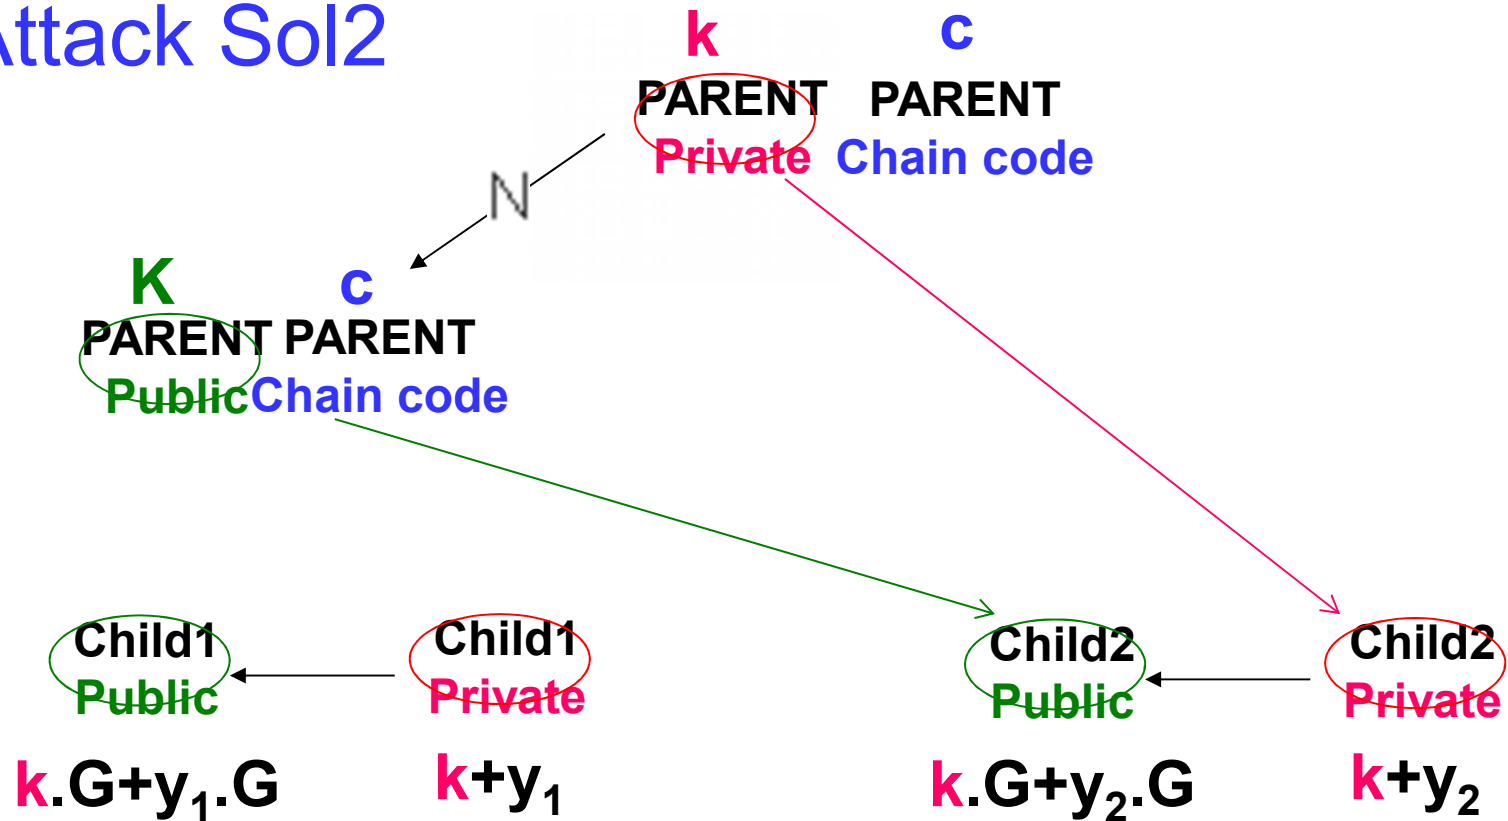 Attack Sol2
k c
PARENT PARENT
Private Chain code
N
K c
PARENT PARENT
Public Chain code
Child1 Child1 Child2 Child2
Public Private Public Private
k.G+y₁.G k+y₁ k.G+y₂.G k+y₂